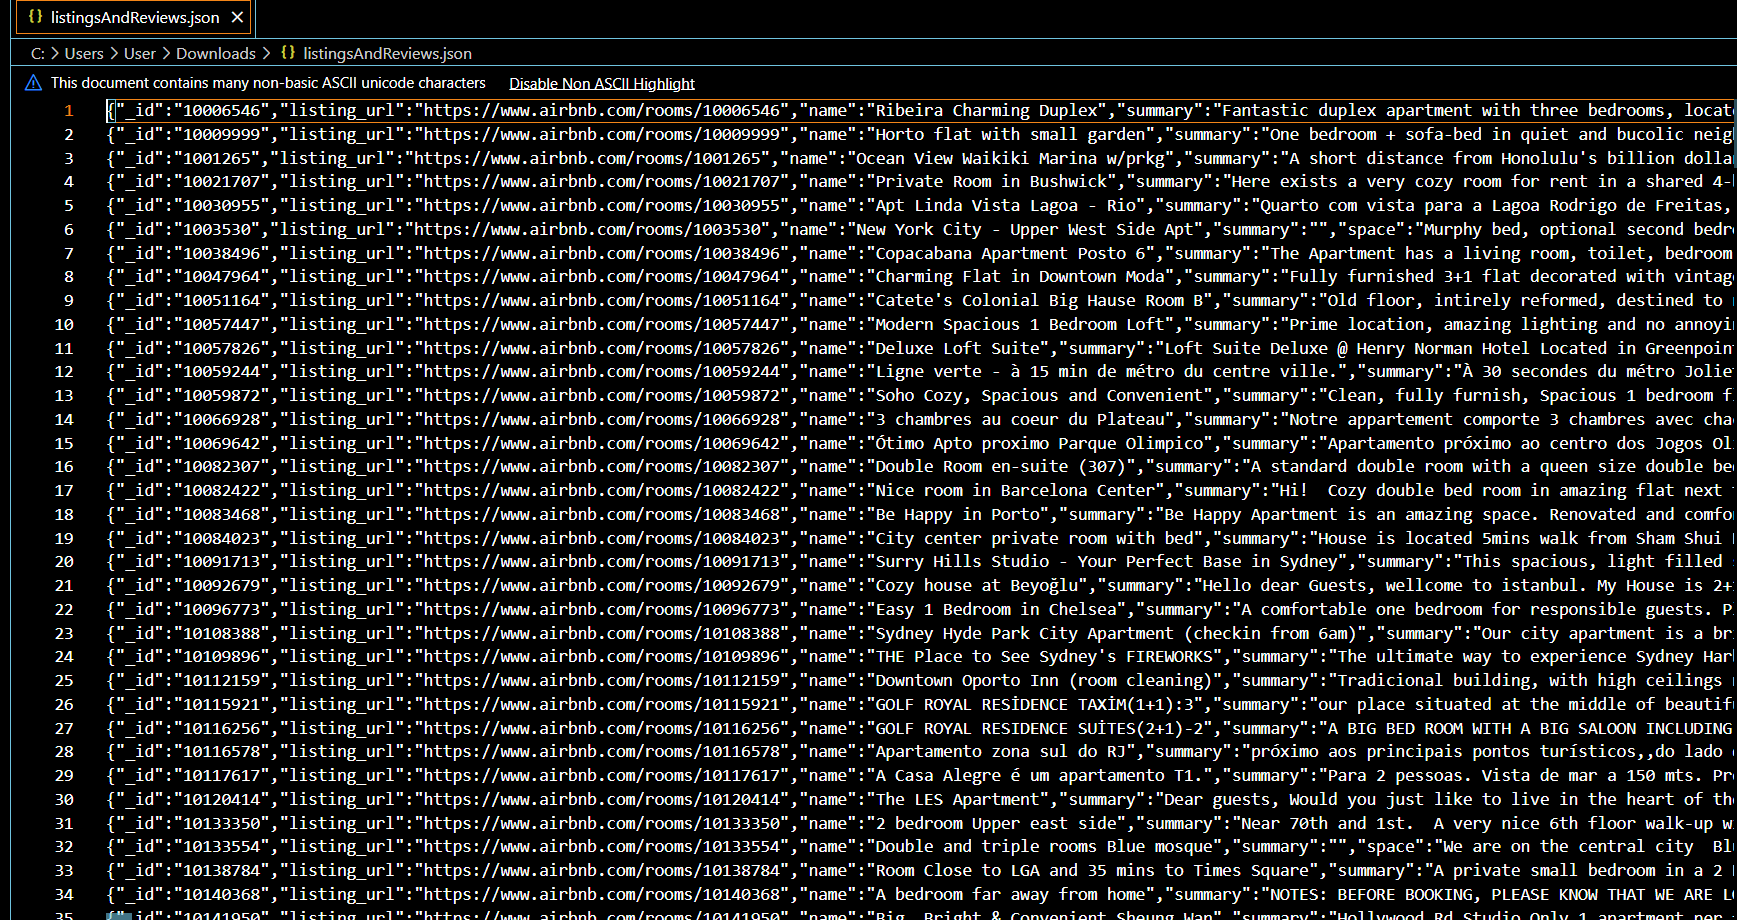 {} listingsAndReviews.json ×
C: > Users > User > Downloads > {} listingsAndReviews.json
This document contains many non-basic ASCII unicode characters Disable Non ASCII Highlight
1 {"_id":"10006546","listing_url":"https://www.airbnb.com/rooms/10006546","name":"Ribeira Charming Duplex","summary":"Fantastic duplex apartment with three bedrooms,
2 {"_id":"10009999","listing_url":"https://www.airbnb.com/rooms/10009999","name":"Horto flat with small garden","summary":"One bedroom + sofa-bed in quiet and bucolic
3 {"_id":"1001265","listing_url":"https://www.airbnb.com/rooms/1001265","name":"Ocean View Waikiki Marina w/prkg","summary":"A short distance from Honolulu's billion
4 {"_id":"10021707","listing_url":"https://www.airbnb.com/rooms/10021707","name":"Private Room in Bushwick","summary":"Here exists a very cozy room for rent in a shared
5 {"_id":"10030955","listing_url":"https://www.airbnb.com/rooms/10030955","name":"Apt Linda Vista Lagoa - Rio","summary":"Quarto com vista para a Lagoa Rodrigo de Freitas,
6 {"_id":"1003530","listing_url":"https://www.airbnb.com/rooms/1003530","name":"New York City - Upper West Side Apt","summary":"","space":"Murphy bed, optional second
7 {"_id":"10038496","listing_url":"https://www.airbnb.com/rooms/10038496","name":"Copacabana Apartment Posto 6","summary":"The Apartment has a living room, toilet, bedroom
8 {"_id":"10047964","listing_url":"https://www.airbnb.com/rooms/10047964","name":"Charming Flat in Downtown Moda","summary":"Fully furnished 3+1 flat decorated with
9 {"_id":"10051164","listing_url":"https://www.airbnb.com/rooms/10051164","name":"Catete's Colonial Big Hause Room B","summary":"Old floor, intirely reformed, destined to
10 {"_id":"10057447","listing_url":"https://www.airbnb.com/rooms/10057447","name":"Modern Spacious 1 Bedroom Loft","summary":"Prime location, amazing lighting and no
11 {"_id":"10057826","listing_url":"https://www.airbnb.com/rooms/10057826","name":"Deluxe Loft Suite","summary":"Loft Suite Deluxe @ Henry Norman Hotel Located in
12 {"_id":"10059244","listing_url":"https://www.airbnb.com/rooms/10059244","name":"Ligne verte - à 15 min de métro du centre ville.","summary":"À 30 secondes du métro
13 {"_id":"10059872","listing_url":"https://www.airbnb.com/rooms/10059872","name":"Soho Cozy, Spacious and Convenient","summary":"Clean, fully furnish, Spacious 1 bedroom
14 {"_id":"10066928","listing_url":"https://www.airbnb.com/rooms/10066928","name":"3 chambres au coeur du Plateau","summary":"Notre appartement comporte 3 chambres avec
15 {"_id":"10069642","listing_url":"https://www.airbnb.com/rooms/10069642","name":"Ótimo Apto proximo Parque Olimpico","summary":"Apartamento próximo ao centro dos Jogos
16 {"_id":"10082307","listing_url":"https://www.airbnb.com/rooms/10082307","name":"Double Room en-suite (307)","summary":"A standard double room with a queen size double
17 {"_id":"10082422","listing_url":"https://www.airbnb.com/rooms/10082422","name":"Nice room in Barcelona Center","summary":"Hi!  Cozy double bed room in amazing flat next
18 {"_id":"10083468","listing_url":"https://www.airbnb.com/rooms/10083468","name":"Be Happy in Porto","summary":"Be Happy Apartment is an amazing space. Renovated and
19 {"_id":"10084023","listing_url":"https://www.airbnb.com/rooms/10084023","name":"City center private room with bed","summary":"House is located 5mins walk from Sham Shui
20 {"_id":"10091713","listing_url":"https://www.airbnb.com/rooms/10091713","name":"Surry Hills Studio - Your Perfect Base in Sydney","summary":"This spacious, light filled
21 {"_id":"10092679","listing_url":"https://www.airbnb.com/rooms/10092679","name":"Cozy house at Beyoğlu","summary":"Hello dear Guests, wellcome to istanbul. My House is
22 {"_id":"10096773","listing_url":"https://www.airbnb.com/rooms/10096773","name":"Easy 1 Bedroom in Chelsea","summary":"A comfortable one bedroom for responsible guests.
23 {"_id":"10108388","listing_url":"https://www.airbnb.com/rooms/10108388","name":"Sydney Hyde Park City Apartment (checkin from 6am)","summary":"Our city apartment is a
24 {"_id":"10109896","listing_url":"https://www.airbnb.com/rooms/10109896","name":"THE Place to See Sydney's FIREWORKS","summary":"The ultimate way to experience Sydney
25 {"_id":"10112159","listing_url":"https://www.airbnb.com/rooms/10112159","name":"Downtown Oporto Inn (room cleaning)","summary":"Tradicional building, with high ceilings
26 {"_id":"10115921","listing_url":"https://www.airbnb.com/rooms/10115921","name":"GOLF ROYAL RESİDENCE TAXİM(1+1):3","summary":"our place situated at the middle of
27 {"_id":"10116256","listing_url":"https://www.airbnb.com/rooms/10116256","name":"GOLF ROYAL RESİDENCE SUİTES(2+1)-2","summary":"A BIG BED ROOM WITH A BIG SALOON INCLUDING
28 {"_id":"10116578","listing_url":"https://www.airbnb.com/rooms/10116578","name":"Apartamento zona sul do RJ","summary":"próximo aos principais pontos turísticos,,do lado
29 {"_id":"10117617","listing_url":"https://www.airbnb.com/rooms/10117617","name":"A Casa Alegre é um apartamento T1.","summary":"Para 2 pessoas. Vista de mar a 150 mts.
30 {"_id":"10120414","listing_url":"https://www.airbnb.com/rooms/10120414","name":"The LES Apartment","summary":"Dear guests, Would you just like to live in the heart of
31 {"_id":"10133350","listing_url":"https://www.airbnb.com/rooms/10133350","name":"2 bedroom Upper east side","summary":"Near 70th and 1st.  A very nice 6th floor walk-up
32 {"_id":"10133554","listing_url":"https://www.airbnb.com/rooms/10133554","name":"Double and triple rooms Blue mosque","summary":"","space":"We are on the central city
33 {"_id":"10138784","listing_url":"https://www.airbnb.com/rooms/10138784","name":"Room Close to LGA and 35 mins to Times Square","summary":"A private small bedroom in a 2
34 {"_id":"10140368","listing_url":"https://www.airbnb.com/rooms/10140368","name":"A bedroom far away from home","summary":"NOTES: BEFORE BOOKING, PLEASE KNOW THAT WE ARE
35 {"_id":"10141950","listing_url":"https://www.airbnb.com/rooms/10141950","name":"Big, Bright & Convenient Sheung Wan","summary":"Hollywood Rd Studio Only 1 apartment per